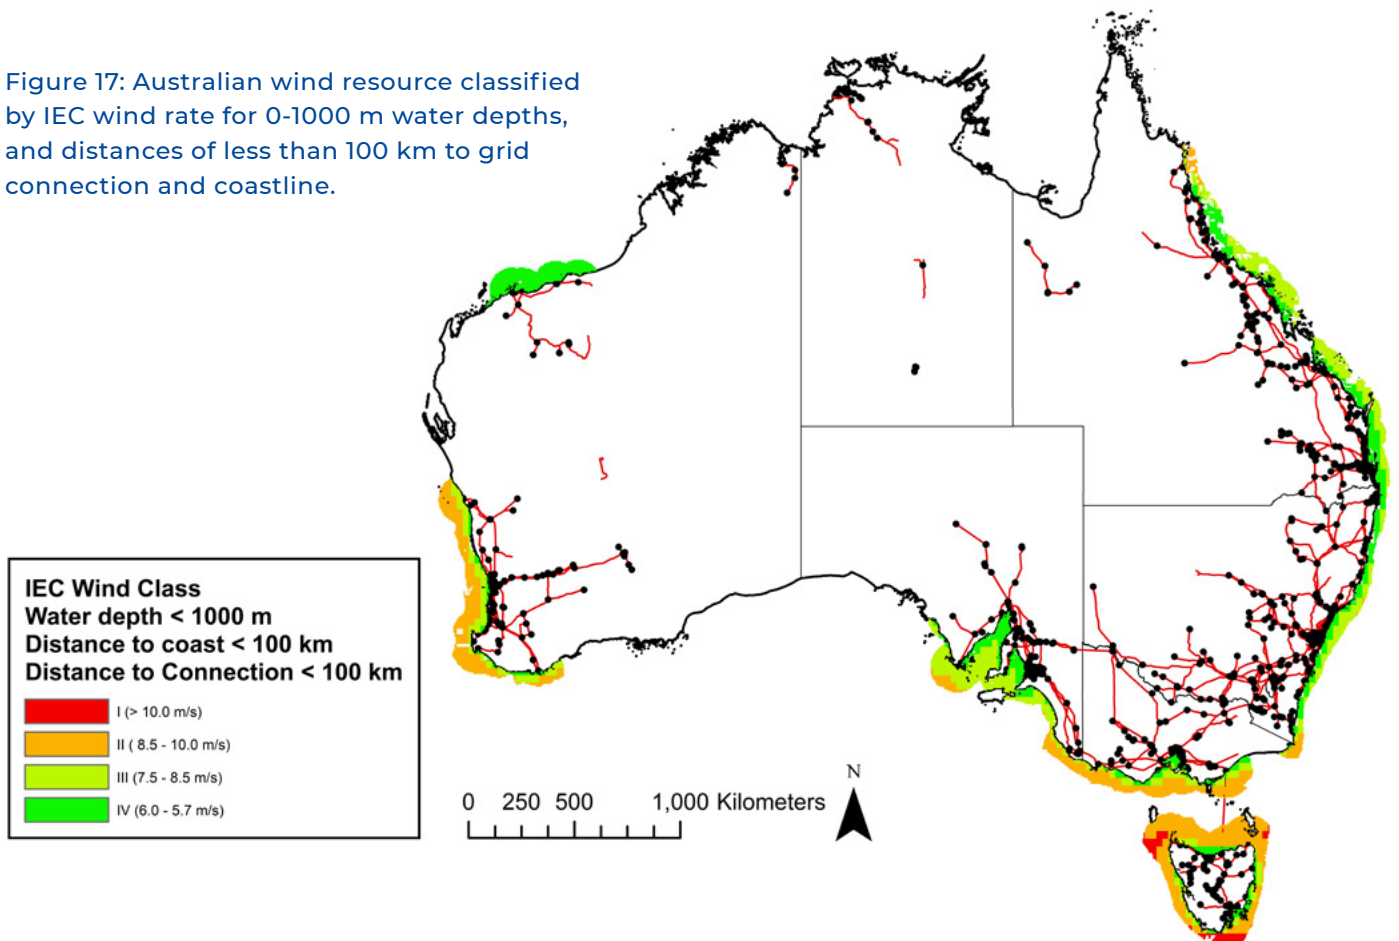 Figure 17: Australian wind resource classified
by IEC wind rate for 0-1000 m water depths,
and distances of less than 100 km to grid
connection and coastline.
IEC Wind Class
Water depth < 1000 m
Distance to coast < 100 km
Distance to Connection < 100 km
I (> 10.0 m/s)
II ( 8.5 - 10.0 m/s)
III (7.5 - 8.5 m/s)
IV (6.0 - 5.7 m/s)
0 250 500 1,000 Kilometers
N